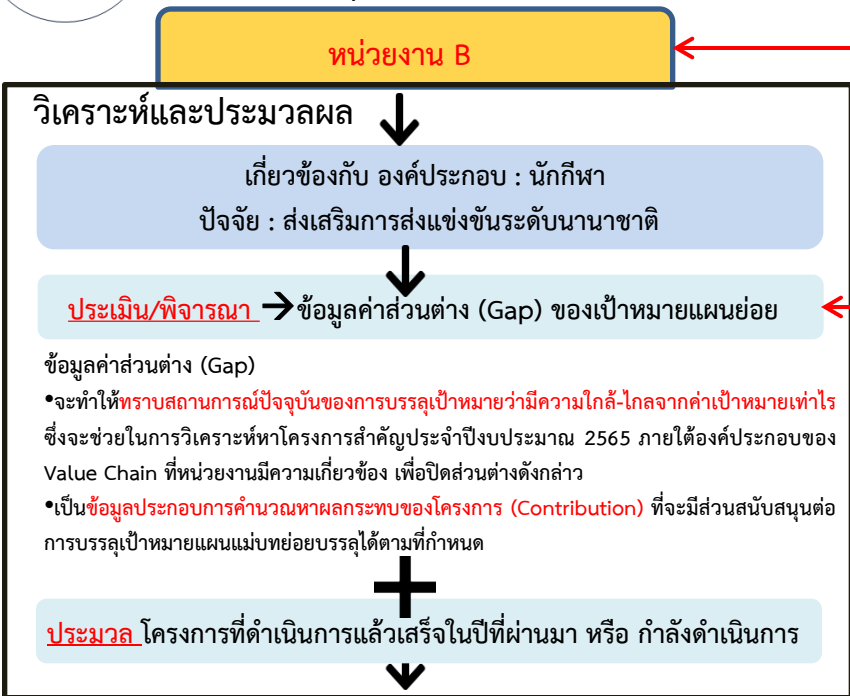 หน่วยงาน B
วิเคราะห์และประมวลผล
เกี่ยวข้องกับ องค์ประกอบ : นักกีฬา
ปัจจัย : ส่งเสริมการส่งแข่งขันระดับนานาชาติ
ประเมิน/พิจารณา → ข้อมูลค่าส่วนต่าง (Gap) ของเป้าหมายแผนย่อย
ข้อมูลค่าส่วนต่าง (Gap)
•จะทำให้ทราบสถานการณ์ปัจจุบันของการบรรลุเป้าหมายว่ามีความใกล้-ไกลจากค่าเป้าหมายเท่าไร
ซึ่งจะช่วยในการวิเคราะห์หาโครงการสำคัญประจำปีงบประมาณ 2565 ภายใต้องค์ประกอบของ
Value Chain ที่หน่วยงานมีความเกี่ยวข้อง เพื่อปิดส่วนต่างดังกล่าว
•เป็นข้อมูลประกอบการคำนวณหาผลกระทบของโครงการ (Contribution) ที่จะมีส่วนสนับสนุนต่อ
การบรรลุเป้าหมายแผนแม่บทย่อยบรรลุได้ตามที่กำหนด
ประมวล โครงการที่ดำเนินการแล้วเสร็จในปีที่ผ่านมา หรือ กำลังดำเนินการ